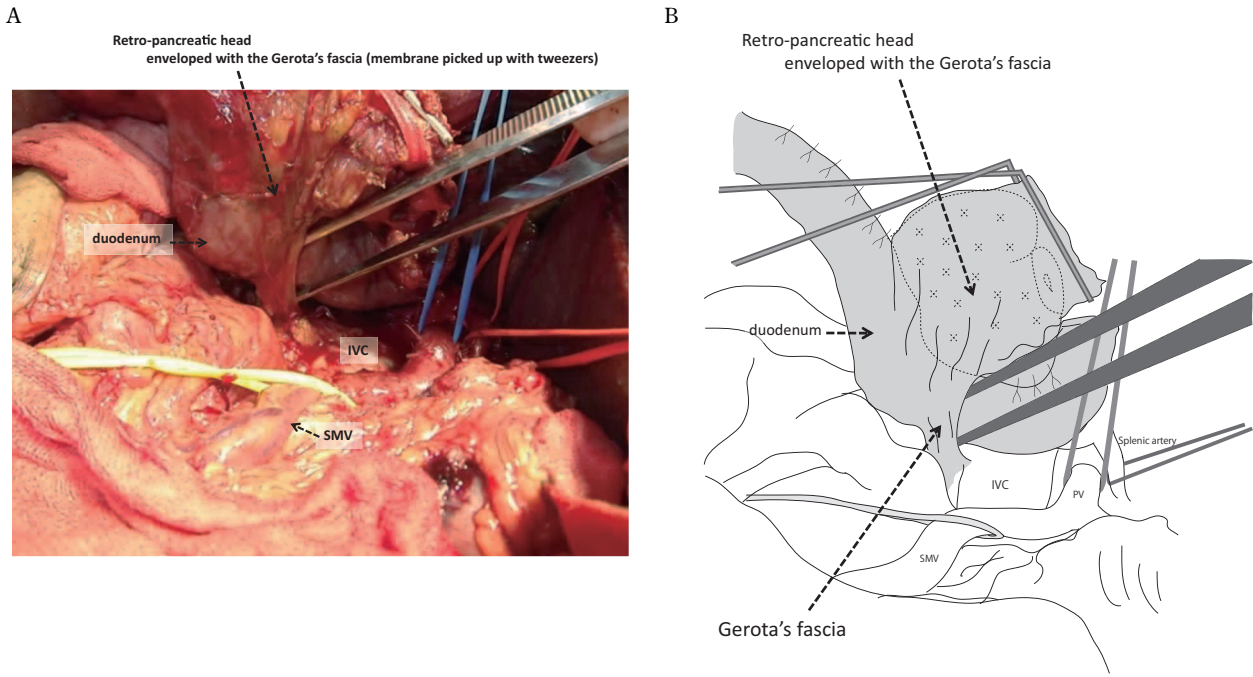 A
Retro-pancreatic head
enveloped with the Gerota's fascia (membrane picked up with tweezers)
duodenum
IVC
SMV
B
Retro-pancreatic head
enveloped with the Gerota's fascia
duodenum
Splenic artery
IVC
PV
SMV
Gerota's fascia